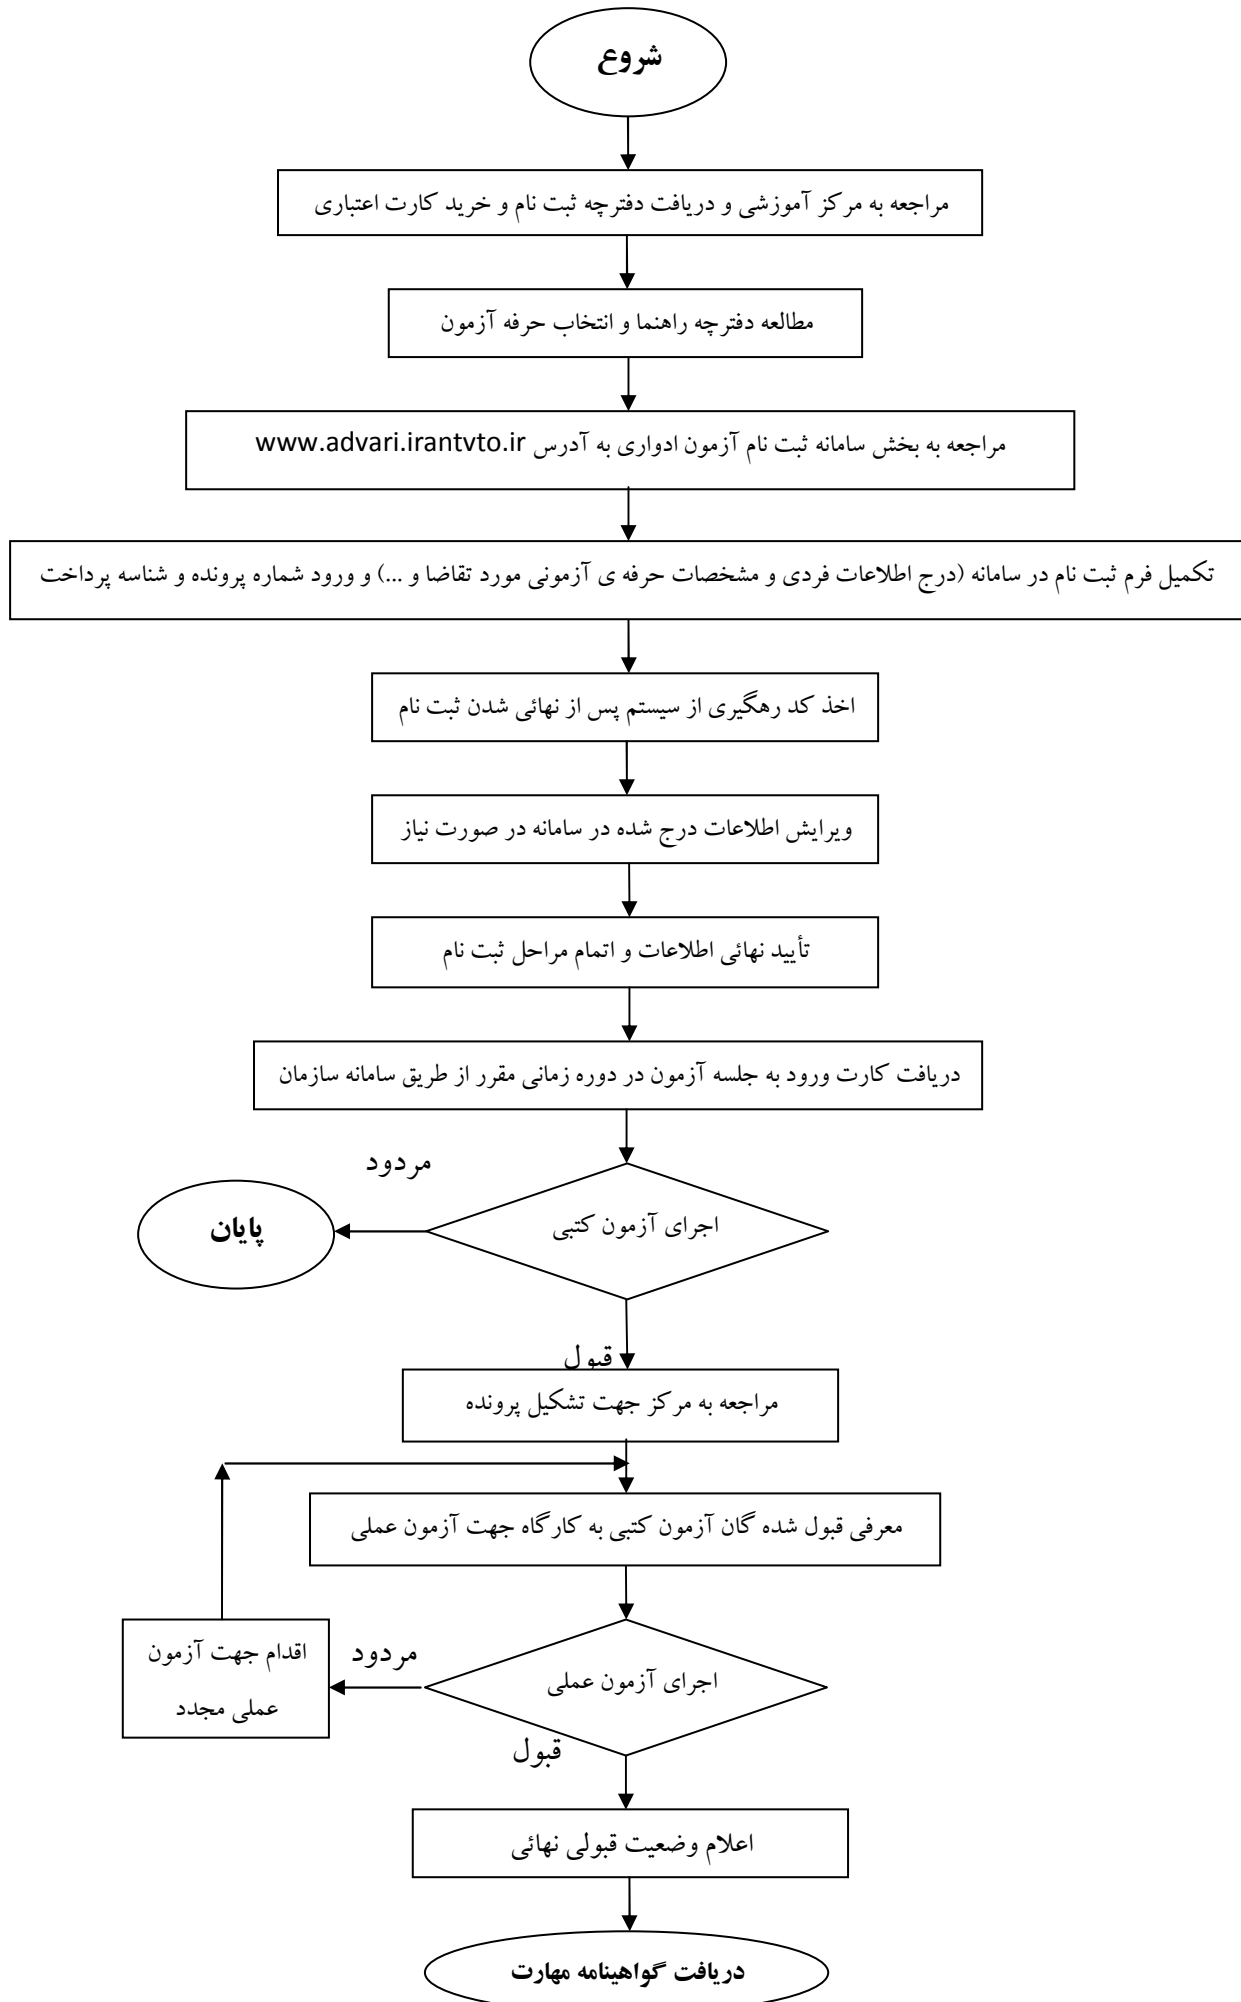 شروع
مراجعه به مرکز آموزشی و دریافت دفترچه ثبت نام و خرید کارت اعتباری
مطالعه دفترچه راهنما و انتخاب حرفه آزمون
مراجعه به بخش سامانه ثبت نام آزمون ادواری به آدرس www.advari.irantvto.ir
تکمیل فرم ثبت نام در سامانه (درج اطلاعات فردی و مشخصات حرفه ی آزمونی مورد تقاضا و ...) و ورود شماره پرونده و شناسه پرداخت
اخذ کد رهگیری از سیستم پس از نهائی شدن ثبت نام
ویرایش اطلاعات درج شده در سامانه در صورت نیاز
تأیید نهائی اطلاعات و اتمام مراحل ثبت نام
دریافت کارت ورود به جلسه آزمون در دوره زمانی مقرر از طریق سامانه سازمان
مردود
اجرای آزمون کتبی
پایان
قبول
مراجعه به مرکز جهت تشکیل پرونده
معرفی قبول شده گان آزمون کتبی به کارگاه جهت آزمون عملی
اجرای آزمون عملی
مردود
اقدام جهت آزمون
عملی مجدد
قبول
اعلام وضعیت قبولی نهائی
دریافت گواهینامه مهارت